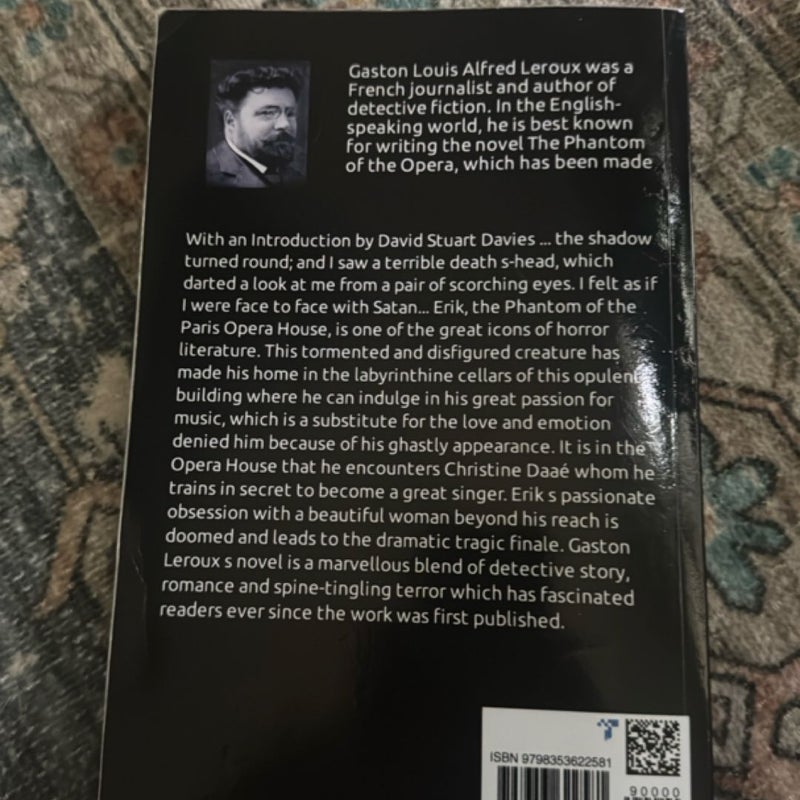 Gaston Louis Alfred Leroux was a
French journalist and author of
detective fiction. In the English-
speaking world, he is best known
for writing the novel The Phantom
of the Opera, which has been made
With an Introduction by David Stuart Davies ... the shadow
turned round; and I saw a terrible death s-head, which
darted a look at me from a pair of scorching eyes. I felt as if
I were face to face with Satan... Erik, the Phantom of the
Paris Opera House, is one of the great icons of horror
literature. This tormented and disfigured creature has
made his home in the labyrinthine cellars of this opulent
building where he can indulge in his great passion for
music, which is a substitute for the love and emotion
denied him because of his ghastly appearance. It is in the
Opera House that he encounters Christine Daaé whom he
trains in secret to become a great singer. Erik s passionate
obsession with a beautiful woman beyond his reach is
doomed and leads to the dramatic tragic finale. Gaston
Leroux s novel is a marvellous blend of detective story,
romance and spine-tingling terror which has fascinated
readers ever since the work was first published.
ISBN 9798353622581
90000